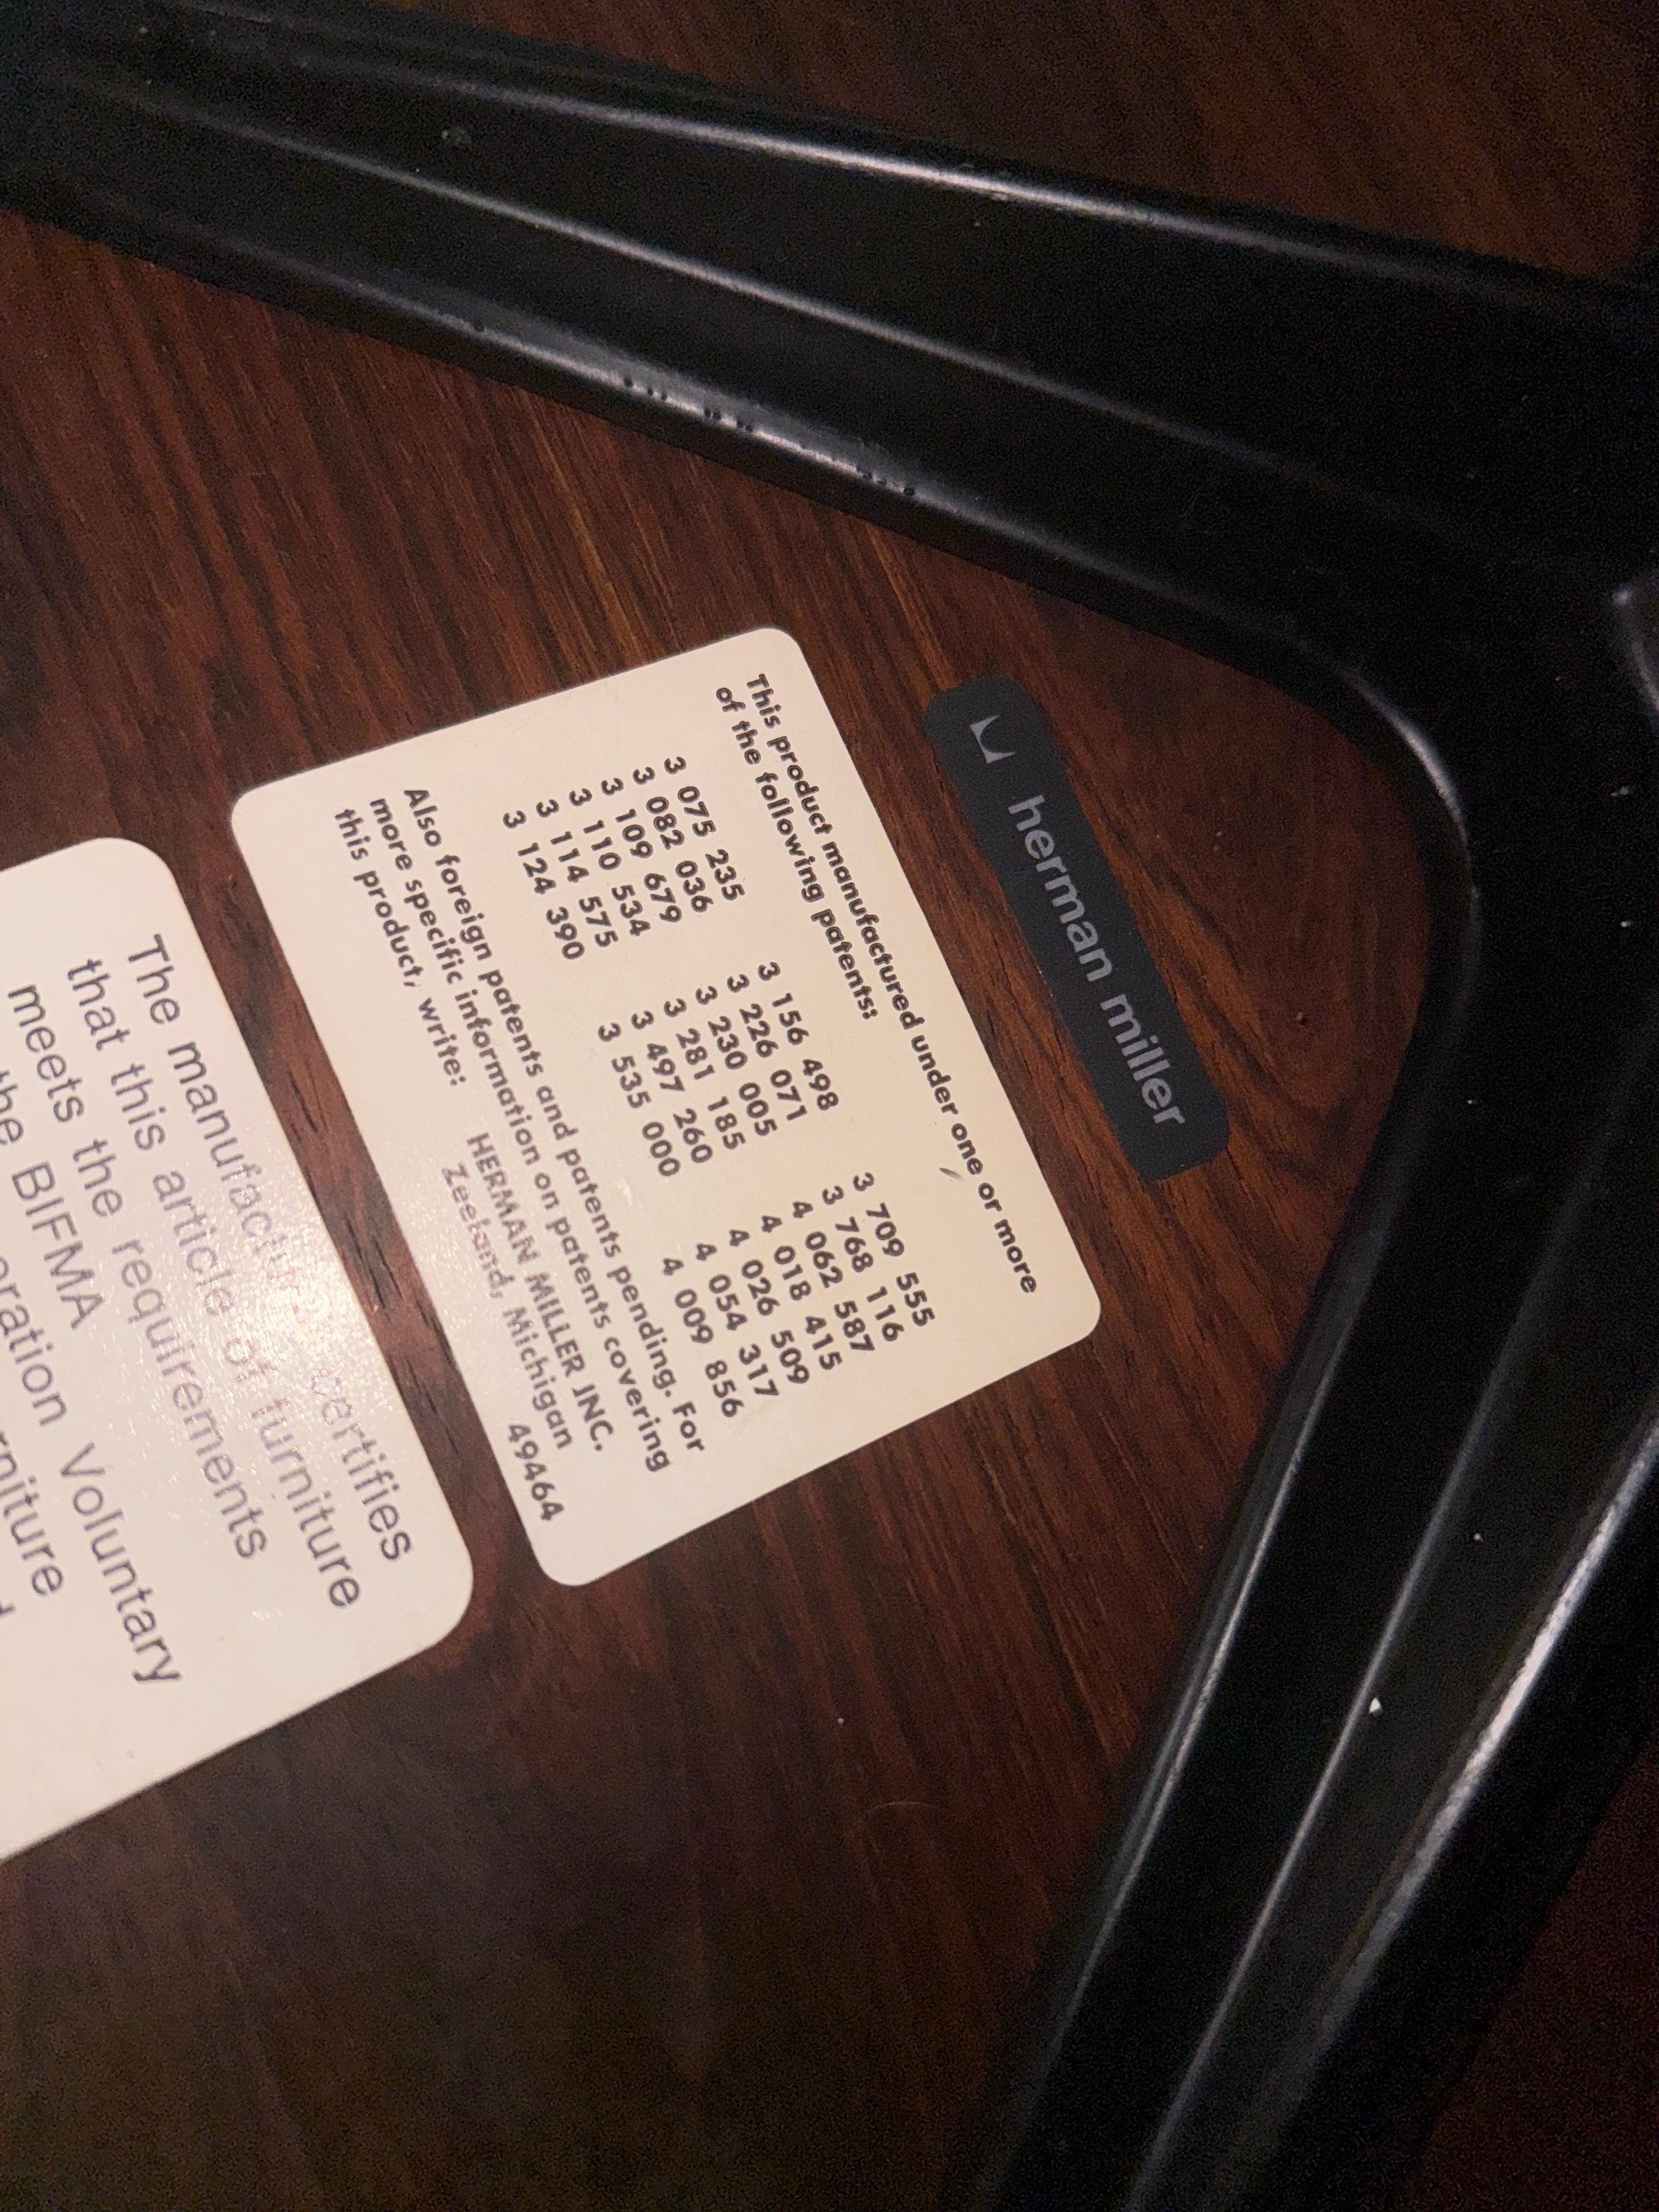 herman miller
This product manufactured under one or more
of the following patents:
3 075 235 3 156 498 3 709 555
3 082 036 3 226 071 3 768 116
3 109 679 3 230 005 4 062 587
3 110 534 3 281 185 4 018 415
3 114 575 3 497 260 4 026 509
3 124 390 3 535 000 4 054 317
4 009 856
Also foreign patents and patents pending. For
more specific information on patents covering
this product, write: HERMAN MILLER INC.
Zeeland, Michigan 49464
The manufacturer certifies
that this article of furniture
meets the requirements
the BIFMA
Voluntary